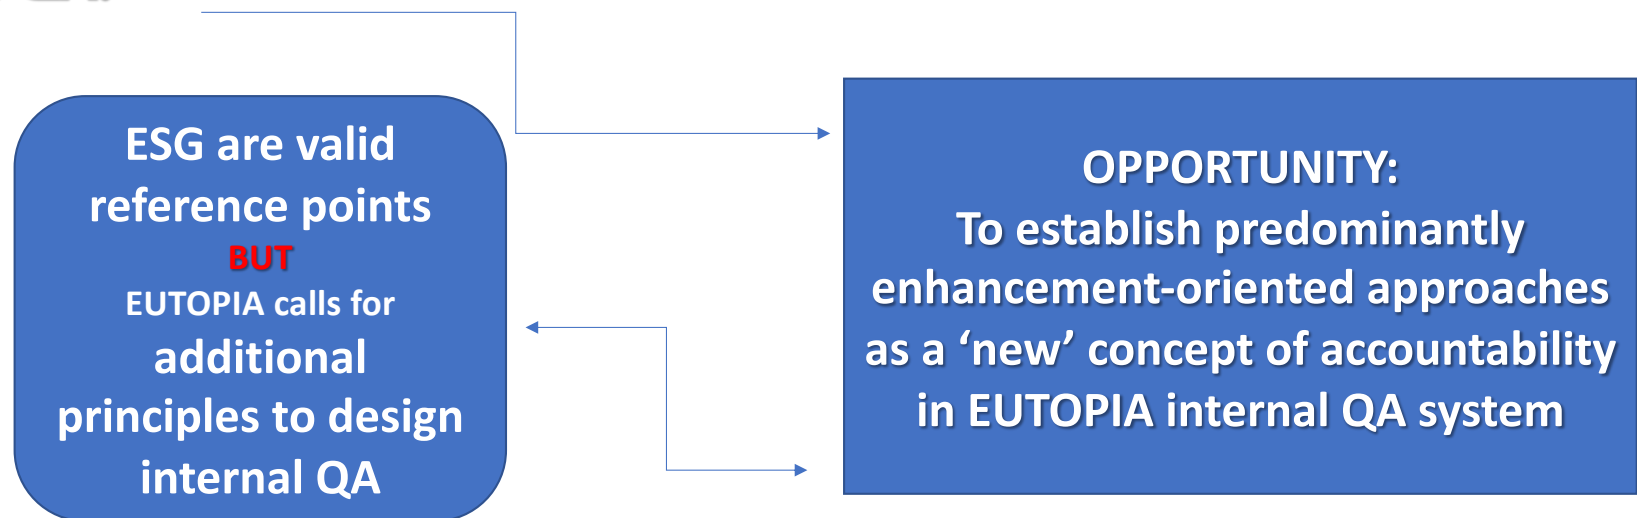 ESG are valid
reference points
BUT
EUTOPIA calls for
additional
principles to design
internal QA
OPPORTUNITY:
To establish predominantly
enhancement-oriented approaches
as a ‘new’ concept of accountability
in EUTOPIA internal QA system